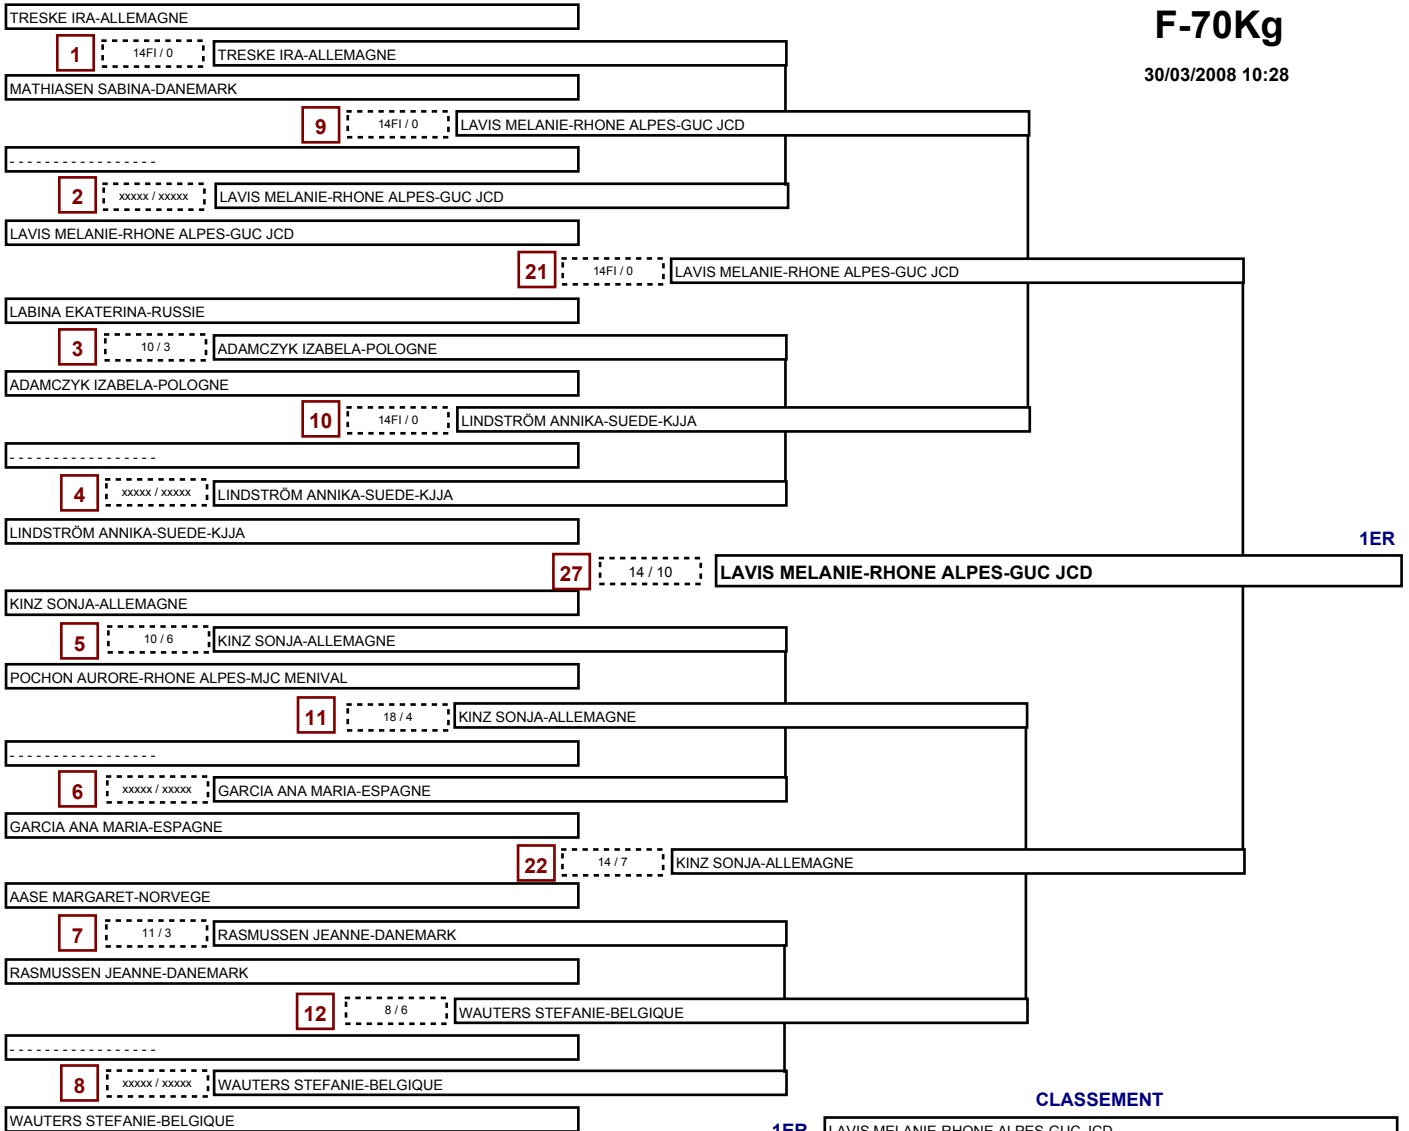 TRESKE IRA-ALLEMAGNE
F-70Kg
1 14FI / 0 TRESKE IRA-ALLEMAGNE
30/03/2008 10:28
MATHIASEN SABINA-DANEMARK
9 14FI / 0 LAVIS MELANIE-RHONE ALPES-GUC JCD
- - - - - - - - - - - - - - - - -
2 xxxxx / xxxxx LAVIS MELANIE-RHONE ALPES-GUC JCD
LAVIS MELANIE-RHONE ALPES-GUC JCD
21 14FI / 0 LAVIS MELANIE-RHONE ALPES-GUC JCD
LABINA EKATERINA-RUSSIE
3 10 / 3 ADAMCZYK IZABELA-POLOGNE
ADAMCZYK IZABELA-POLOGNE
10 14FI / 0 LINDSTRÖM ANNIKA-SUEDE-KJJA
- - - - - - - - - - - - - - - - -
4 xxxxx / xxxxx LINDSTRÖM ANNIKA-SUEDE-KJJA
LINDSTRÖM ANNIKA-SUEDE-KJJA
1ER
27 14 / 10 LAVIS MELANIE-RHONE ALPES-GUC JCD
KINZ SONJA-ALLEMAGNE
5 10 / 6 KINZ SONJA-ALLEMAGNE
POCHON AURORE-RHONE ALPES-MJC MENIVAL
11 18 / 4 KINZ SONJA-ALLEMAGNE
- - - - - - - - - - - - - - - - -
6 xxxxx / xxxxx GARCIA ANA MARIA-ESPAGNE
GARCIA ANA MARIA-ESPAGNE
22 14 / 7 KINZ SONJA-ALLEMAGNE
AASE MARGARET-NORVEGE
7 11 / 3 RASMUSSEN JEANNE-DANEMARK
RASMUSSEN JEANNE-DANEMARK
12 8 / 6 WAUTERS STEFANIE-BELGIQUE
- - - - - - - - - - - - - - - - -
8 xxxxx / xxxxx WAUTERS STEFANIE-BELGIQUE
CLASSEMENT
WAUTERS STEFANIE-BELGIQUE
1ER LAVIS MELANIE-RHONE ALPES-GUC JCD